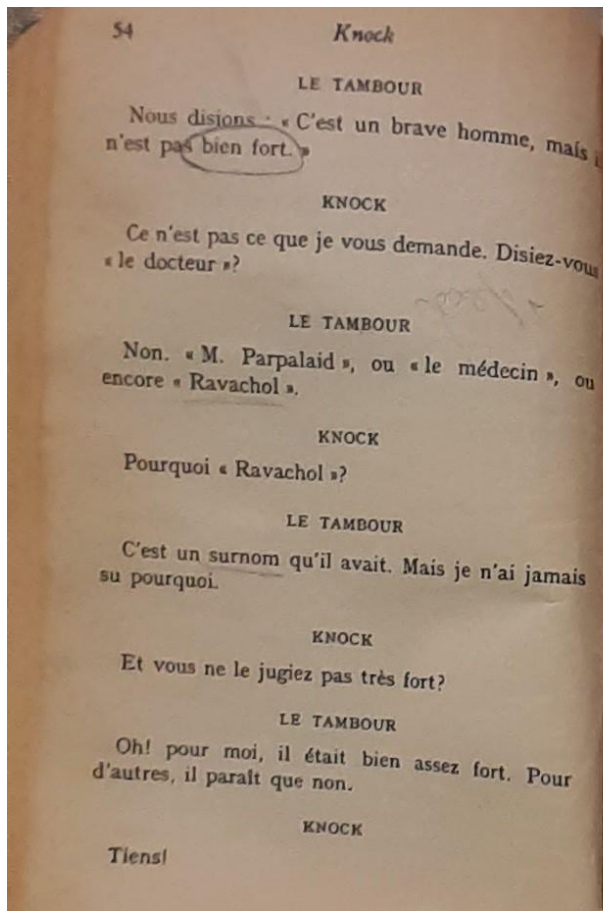 54 Knock
LE TAMBOUR
Nous disions : « C'est un brave homme, mais i
n'est pas bien fort. »
KNOCK
Ce n'est pas ce que je vous demande. Disiez-vous
« le docteur »?
LE TAMBOUR
Non. « M. Parpalaid », ou « le médecin », ou
encore « Ravachol ».
KNOCK
Pourquoi « Ravachol »?
LE TAMBOUR
C'est un surnom qu'il avait. Mais je n'ai jamais
su pourquoi.
KNOCK
Et vous ne le jugiez pas très fort?
LE TAMBOUR
Oh! pour moi, il était bien assez fort. Pour
d'autres, il paraît que non.
KNOCK
Tiens!